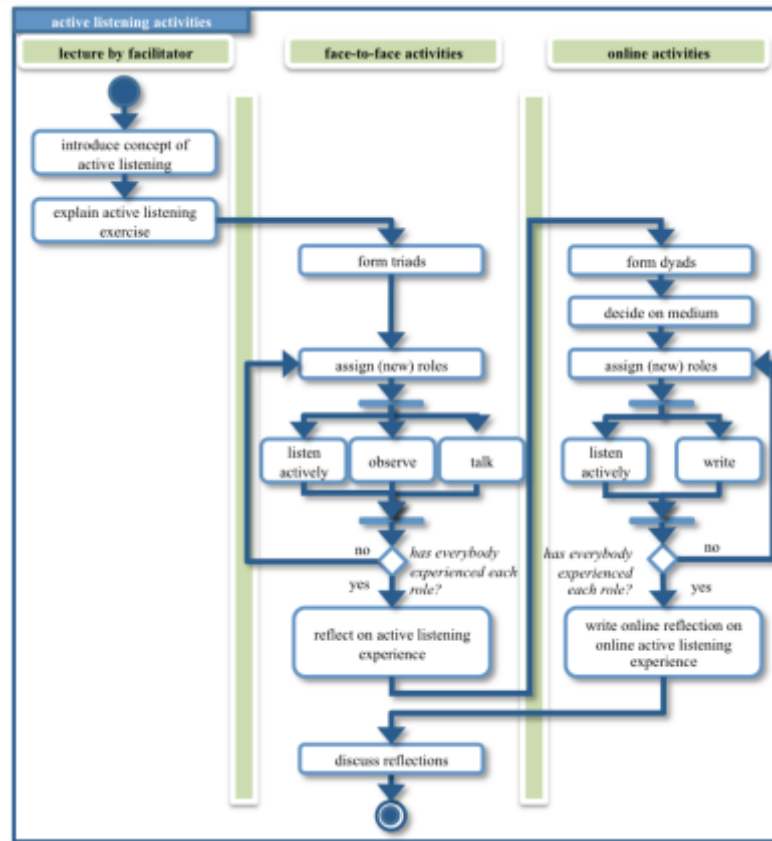 active listening activities
lecture by facilitator
face-to-face activities
online activities
introduce concept of
active listening
explain active listening
exercise
form triads
form dyads
decide on medium
assign (new) roles
assign (new) roles
listen
actively
observe
talk
listen
actively
write
no
has everybody
experienced each
role?
yes
has everybody
experienced
each role?
no
yes
reflect on active listening
experience
write online reflection on
online active listening
experience
discuss reflections